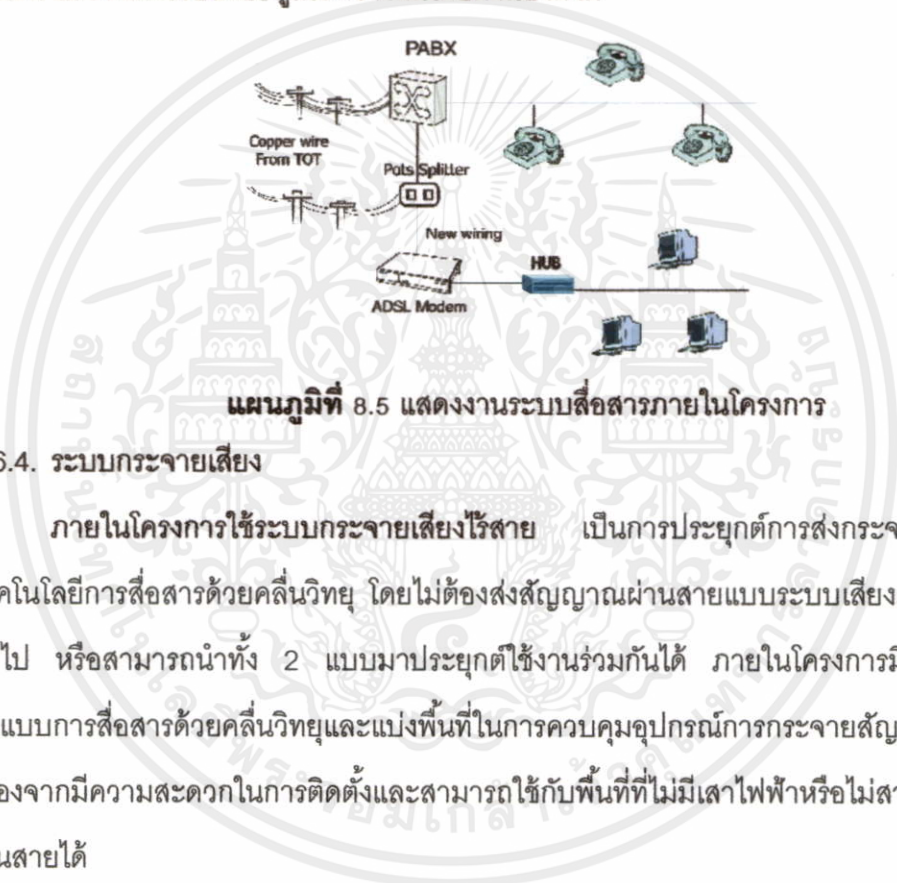 PABX
Copper wire
From TOT
Pots Splitter
New wiring
HUB
ADSL Modem
แผนภูมิที่ 8.5 แสดงงานระบบสื่อสารภายในโครงการ
6.4. ระบบกระจายเสียง
ภายในโครงการใช้ระบบกระจายเสียงไร้สาย เป็นการประยุกต์การส่งกระจ
คโนโลยีการสื่อสารด้วยคลื่นวิทยุ โดยไม่ต้องส่งสัญญาณผ่านสายแบบระบบเสียง
ไป หรือสามารถนำทั้ง 2 แบบมาประยุกต์ใช้งานร่วมกันได้ ภายในโครงการมี
แบบการสื่อสารด้วยคลื่นวิทยุและแบ่งพื้นที่ในการควบคุมอุปกรณ์การกระจายสัญ
องจากมีความสะดวกในการติดตั้งและสามารถใช้กับพื้นที่ที่ไม่มีเสาไฟฟ้าหรือไม่สา
นสายได้